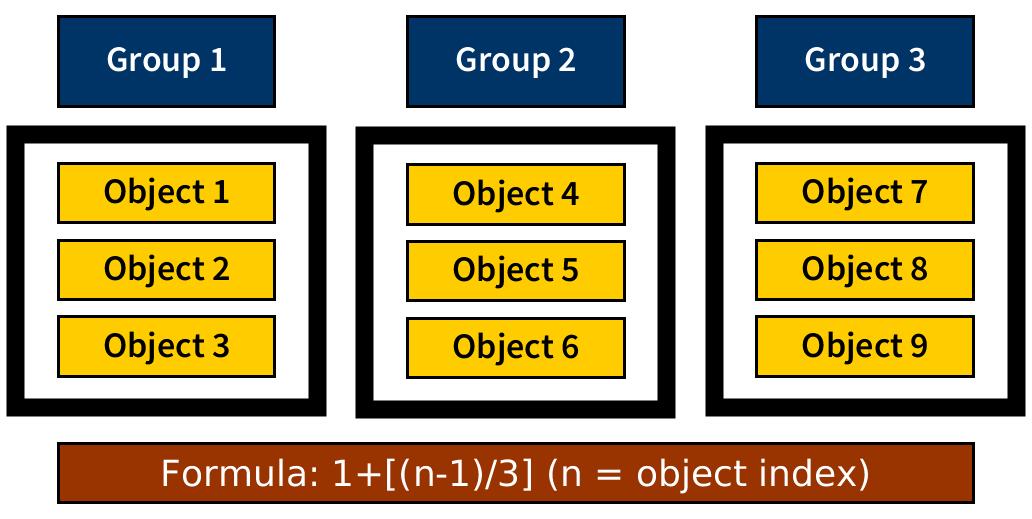 Group 1
Group 2
Group 3
Object 1
Object 2
Object 3
Object 4
Object 5
Object 6
Object 7
Object 8
Object 9
Formula: 1+[(n-1)/3] (n = object index)